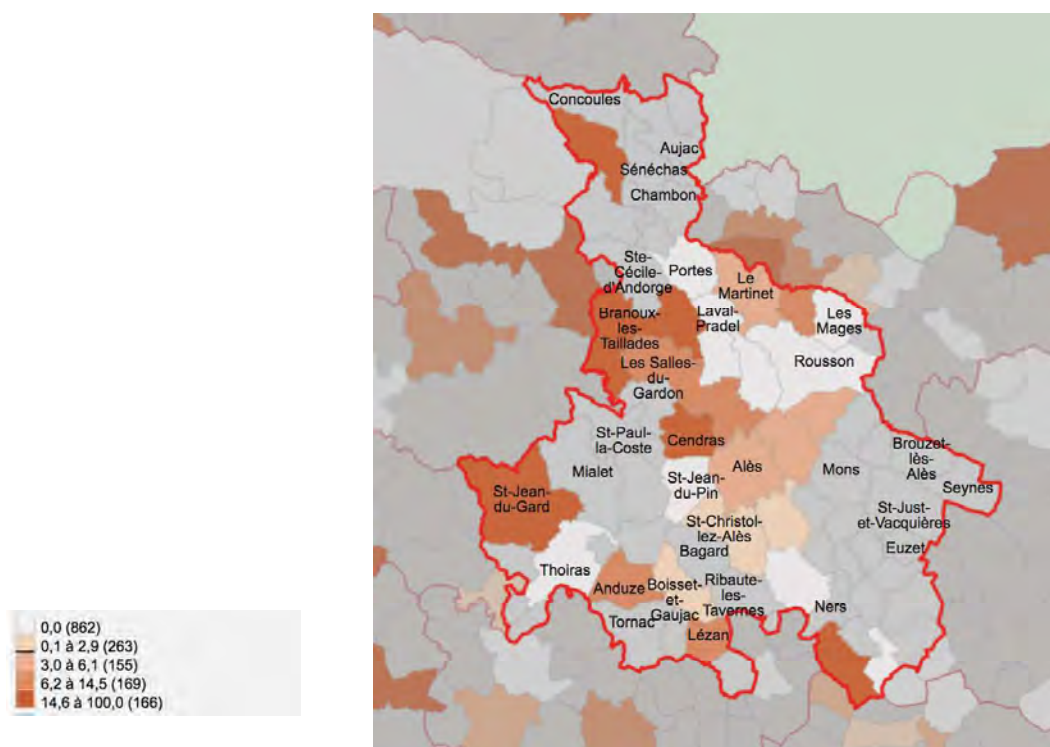 Concoules
Aujac
Sénéchas
Chambon
Ste-
Cécile-
d'Andorge
Portes
Le
Martinet
Branoux-
les-
Taillades
Laval-
Pradel
Les
Mages
Rousson
Les Salles-
du-
Gardon
St-Paul-
la-Coste
Cendras
Mialet
Alès
Mons
Brouzet-
lès-
Alès
Seynes
St-Jean-
du-Gard
St-Jean-
du-Pin
St-Just-
et-Vacquières
St-Christol-
lez-Alès
Bagard
Euzet
Thoiras
Anduze
Boisset-
et-
Gaujac
Ribaute-
les-
Tavernes
Ners
Tornac
Lézan
0,0 (862)
0,1 à 2,9 (263)
3,0 à 6,1 (155)
6,2 à 14,5 (169)
14,6 à 100,0 (166)